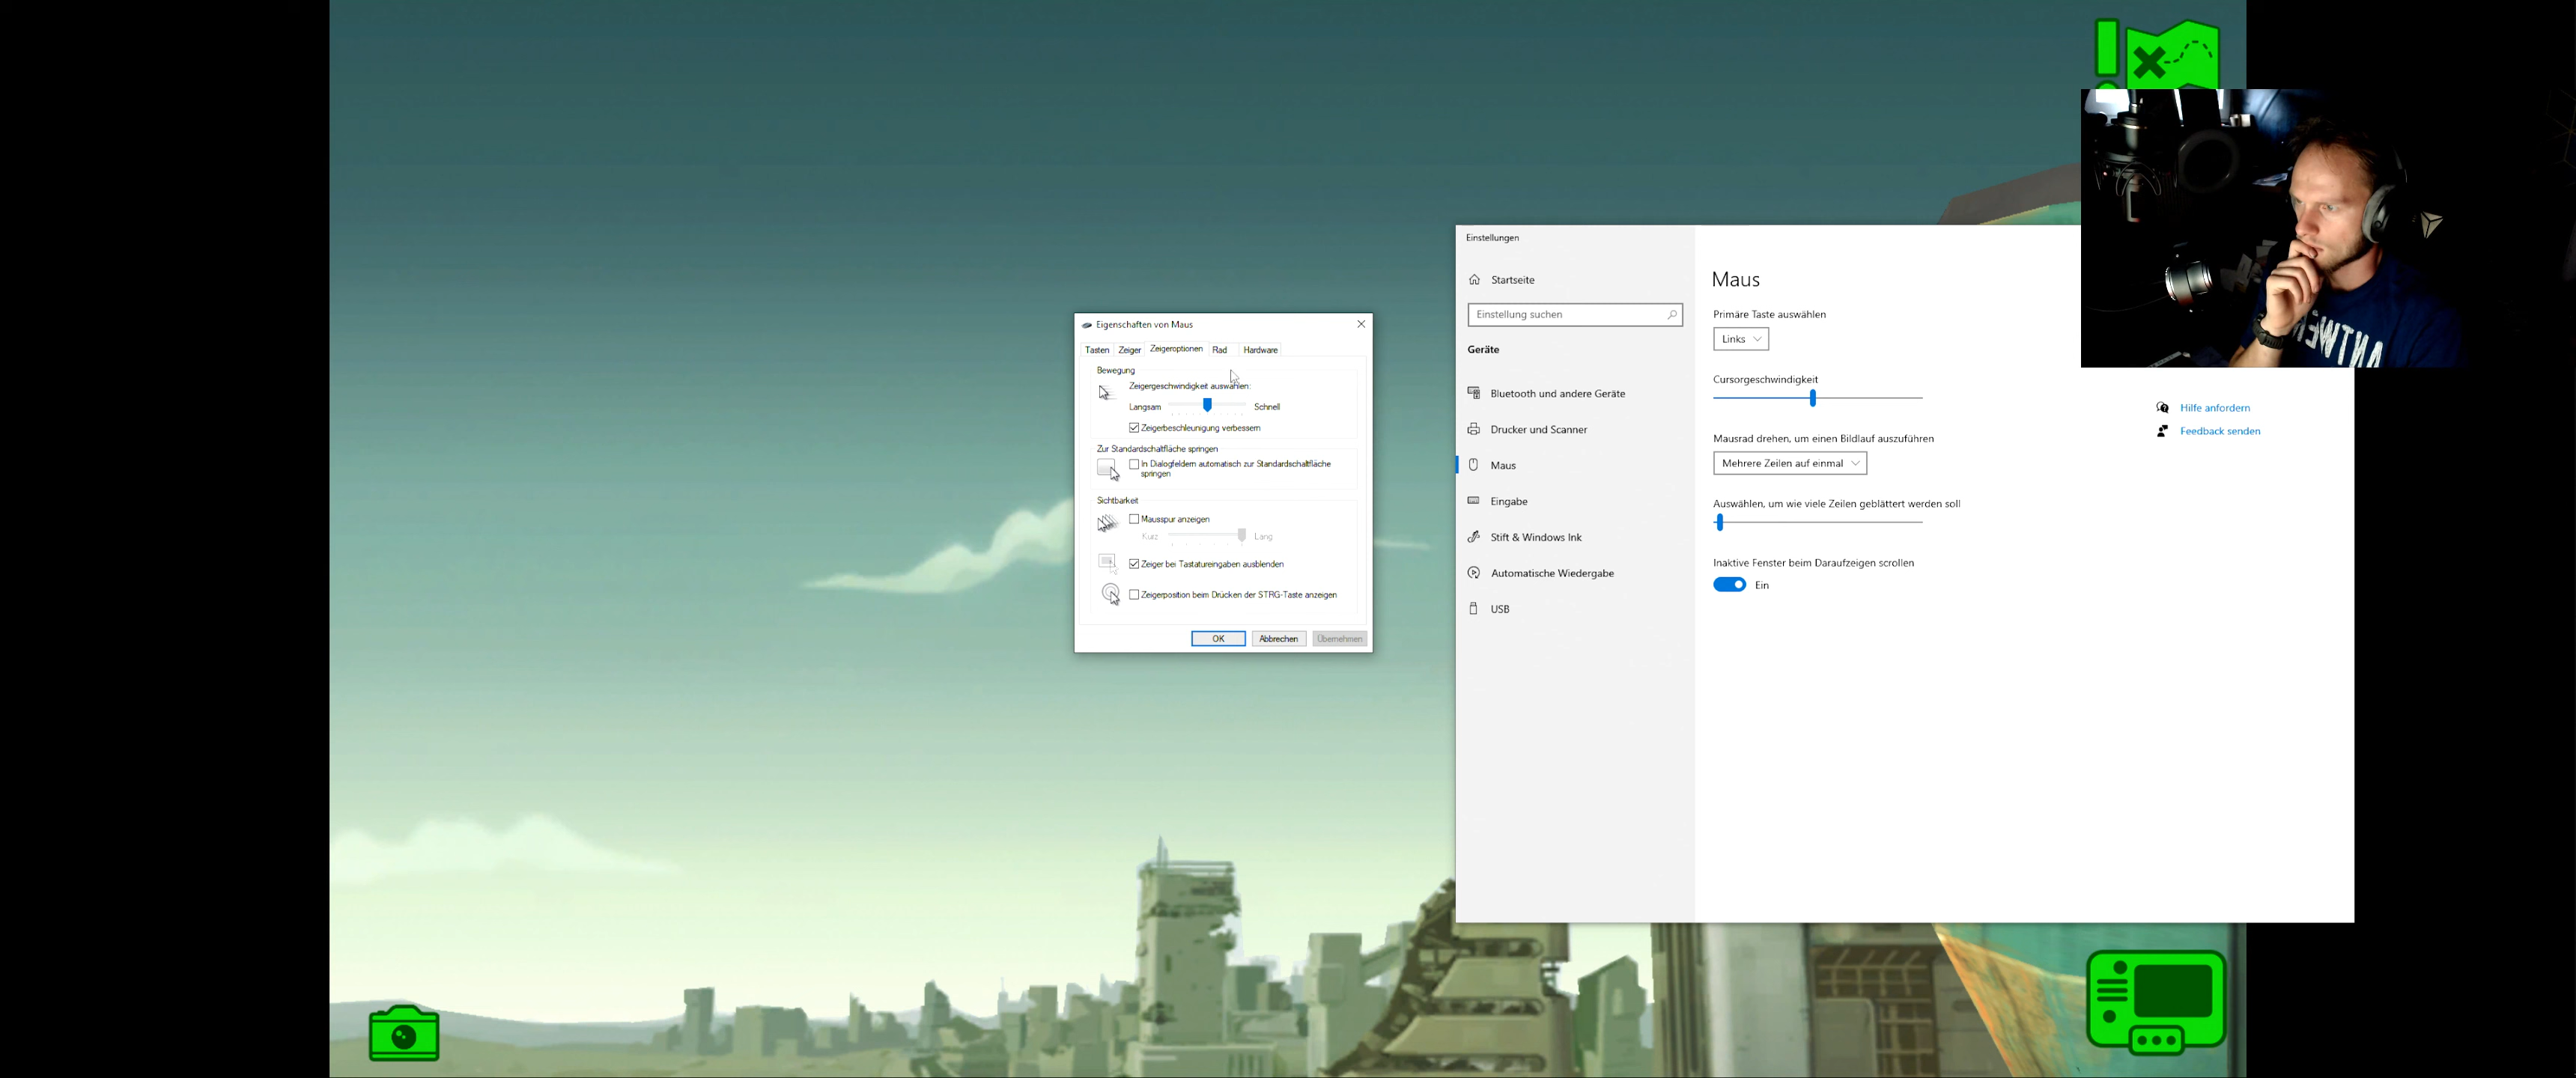 Eigenschaften von Maus
Tasten
Zeiger
Zeigeroptionen
Rad
Hardware
Bewegung
Zeigergeschwindigkeit auswählen:
Langsam
Schnell
Zeigerbeschleunigung verbessern
Zur Standardschaltfläche springen
In Dialogfeldern automatisch zur Standardschaltfläche
springen
Sichtbarkeit
Mausspur anzeigen
Kurz
Lang
Zeiger bei Tastatureingaben ausblenden
Zeigerposition beim Drücken der STRG-Taste anzeigen
OK
Abbrechen
Übernehmen
Einstellungen
Startseite
Einstellung suchen
Geräte
Bluetooth und andere Geräte
Drucker und Scanner
Maus
Eingabe
Stift & Windows Ink
Automatische Wiedergabe
USB
Maus
Primäre Taste auswählen
Links
Cursorgeschwindigkeit
Mausrad drehen, um einen Bildlauf auszuführen
Mehrere Zeilen auf einmal
Auswählen, um wie viele Zeilen geblättert werden soll
Inaktive Fenster beim Daraufzeigen scrollen
Ein
Hilfe anfordern
Feedback senden